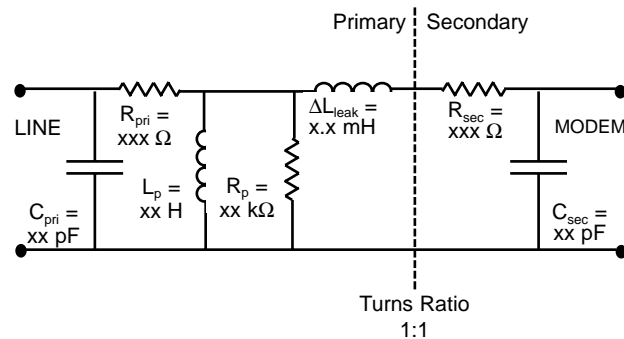 Primary Secondary
LINE
R_pri =
xxx Ω
ΔL_leak =
x.x mH
R_sec =
xxx Ω
MODEM
L_p =
xx H
R_p =
xx kΩ
C_pri =
xx pF
C_sec =
xx pF
Turns Ratio
1:1